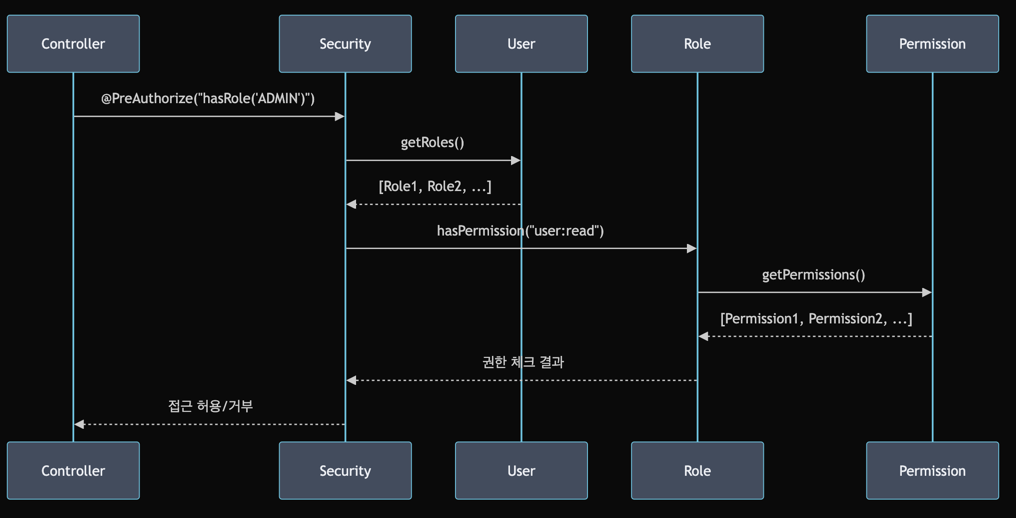 Controller
Security
User
Role
Permission
@PreAuthorize("hasRole('ADMIN')")
getRoles()
[Role1, Role2, ...]
hasPermission("user:read")
getPermissions()
[Permission1, Permission2, ...]
권한 체크 결과
접근 허용/거부
Controller
Security
User
Role
Permission